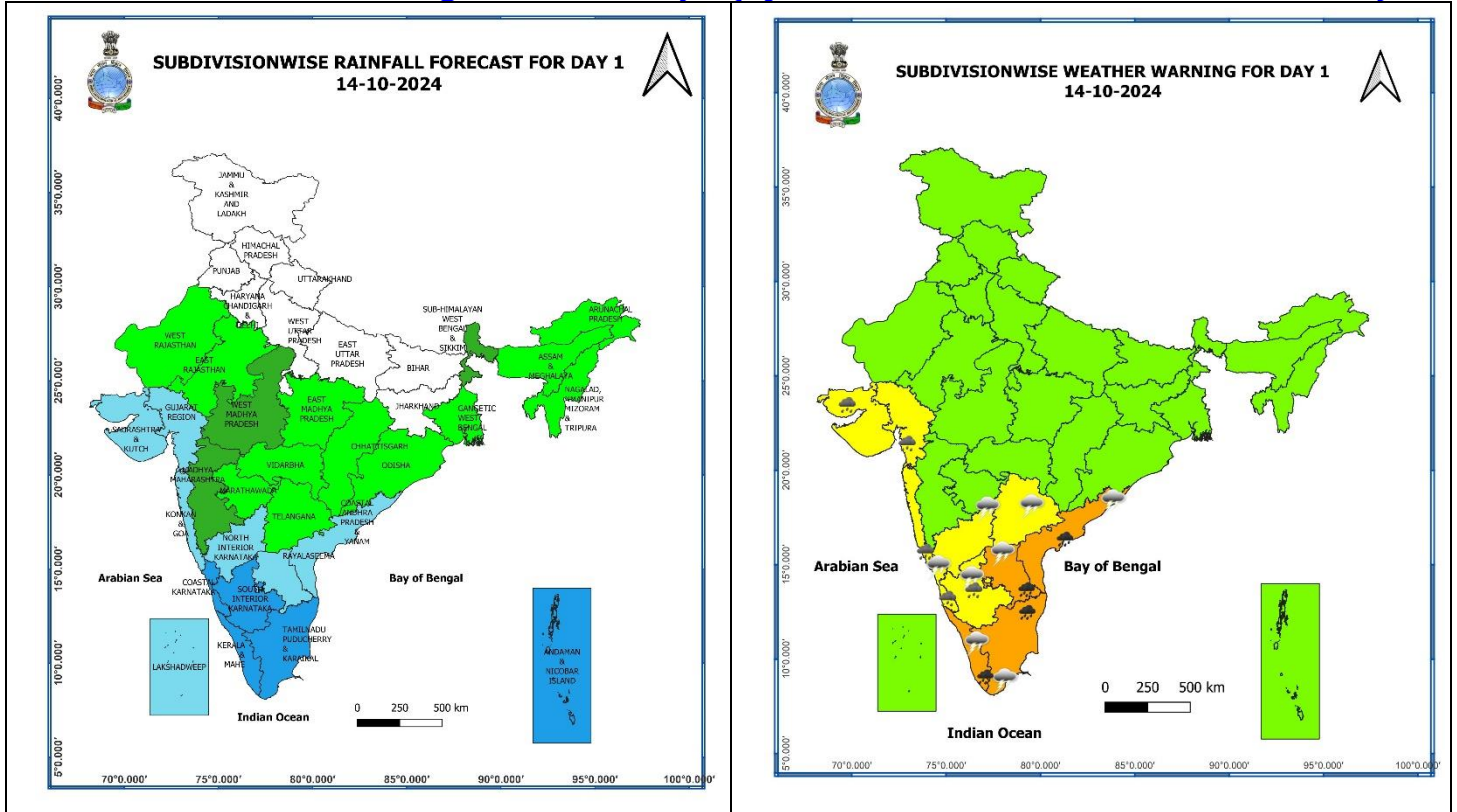 SUBDIVISIONWISE RAINFALL FORECAST FOR DAY 1
14-10-2024
40°0.000'
35°0.000'
30°0.000'
25°0.000'
20°0.000'
15°0.000'
10°0.000'
5°0.000'
JAMMU
&
KASHMIR
AND
LADAKH
HIMACHAL
PRADESH
PUNJAB
UTTARAKHAND
HARYANA
CHANDIGARH
&
DELHI
WEST
UTTAR
PRADESH
EAST
UTTAR
PRADESH
SUB-HIMALAYAN
WEST
BENGAL
&
SIKKIM
ARUNACHAL
PRADESH
WEST
RAJASTHAN
EAST
RAJASTHAN
BIHAR
ASSAM
&
MEGHALAYA
NAGALAD,
MIZORAM
&
TRIPURA
JHARKHAND
GANGETIC
WEST
BENGAL
GUJARAT
REGION
WEST
MADHYA
PRADESH
EAST
MADHYA
PRADESH
SAURASHTRA
&
KUTCH
CHHATTISGARH
ODISHA
VIDARBHA
MADHYA
MAHARASHTRA
MARATHAWADA
TELANGANA
KONKAN
&
GOA
COASTAL
ANDHRA
PRADESH
&
YANAM
NORTH
INTERIOR
KARNATAKA
RAYALASEEMA
Arabian Sea
Bay of Bengal
COASTAL
KARNATAKA
SOUTH
INTERIOR
KARNATAKA
KERALA
&
MAHE
TAMILNADU
PUDUCHERRY
&
KARAIKAL
LAKSHADWEEP
ANDAMAN
&
NICOBAR
ISLAND
Indian Ocean
0 250 500 km
70°0.000' 75°0.000' 80°0.000' 85°0.000' 90°0.000' 95°0.000' 100°0.000'
SUBDIVISIONWISE WEATHER WARNING FOR DAY 1
14-10-2024
40°0.000'
35°0.000'
30°0.000'
25°0.000'
20°0.000'
15°0.000'
10°0.000'
5°0.000'
Arabian Sea
Bay of Bengal
Indian Ocean
0 250 500 km
70°0.000' 75°0.000' 80°0.000' 85°0.000' 90°0.000' 95°0.000' 100°0.000'